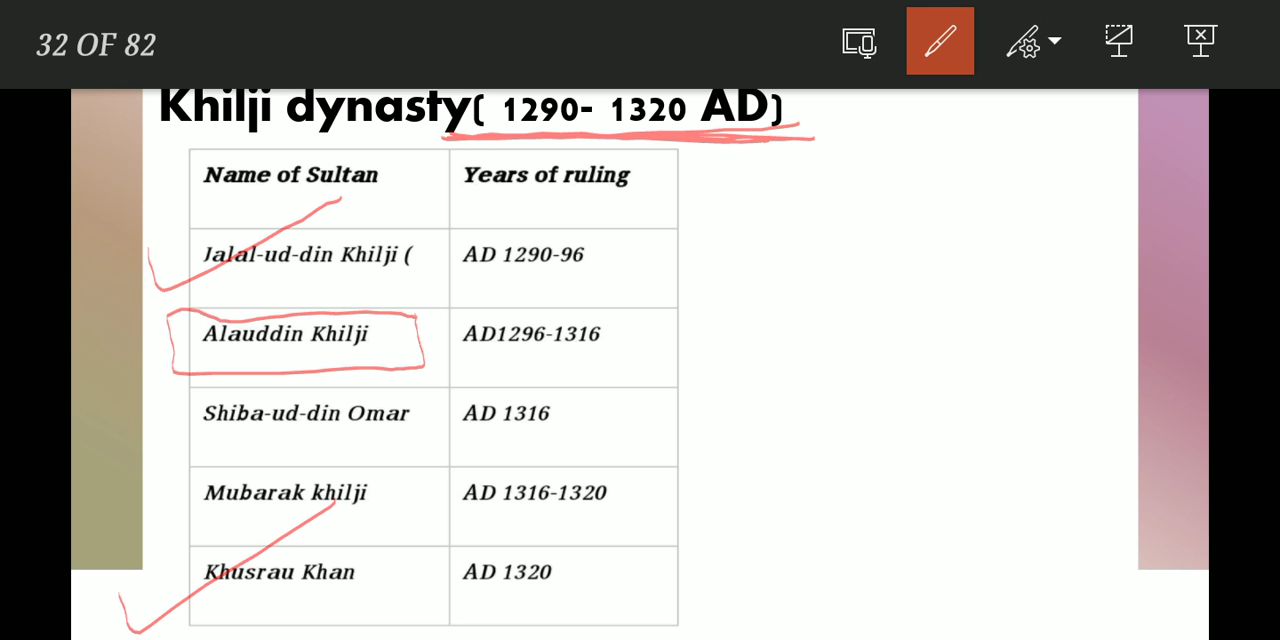 32 OF 82
Khilji dynasty( 1290- 1320 AD)
Name of Sultan Years of ruling
Jalal-ud-din Khilji ( AD 1290-96
Alauddin Khilji AD1296-1316
Shiba-ud-din Omar AD 1316
Mubarak khilji AD 1316-1320
Khusrau Khan AD 1320